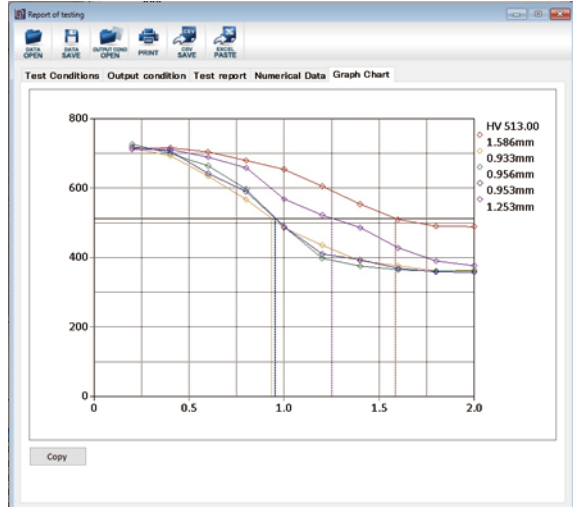 Report of testing
DATA OPEN
DATA SAVE
OUTPUT COND OPEN
PRINT
CSV
CSV SAVE
EXCEL
EXCEL PASTE
Test Conditions Output condition Test report Numerical Data Graph Chart
800
600
400
200
0
0 0.5 1.0 1.5 2.0
HV 513.00
1.586mm
0.933mm
0.956mm
0.953mm
1.253mm
Copy